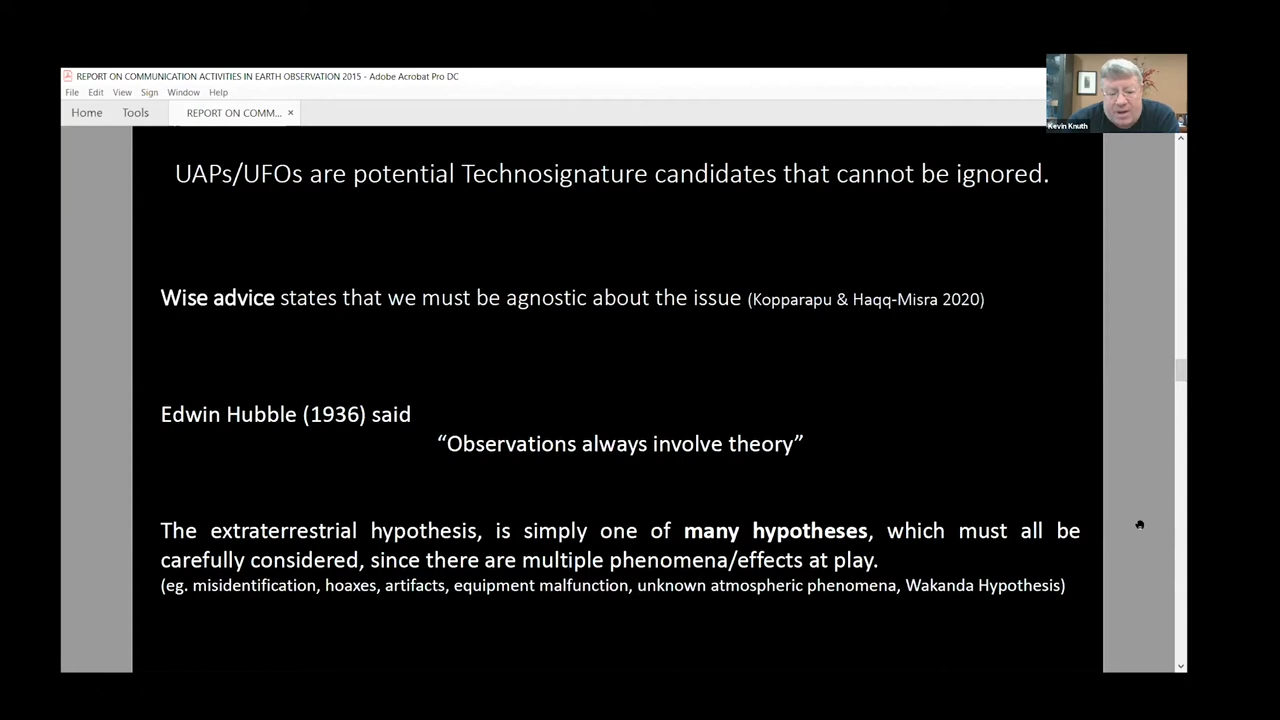 REPORT ON COMMUNICATION ACTIVITIES IN EARTH OBSERVATION 2015 - Adobe Acrobat Pro DC
File Edit View Sign Window Help
Home Tools REPORT ON COMM... ×
Kevin Knuth
UAPs/UFOs are potential Technosignature candidates that cannot be ignored.
Wise advice states that we must be agnostic about the issue (Kopparapu & Haqq-Misra 2020)
Edwin Hubble (1936) said
“Observations always involve theory”
The extraterrestrial hypothesis, is simply one of many hypotheses, which must all be
carefully considered, since there are multiple phenomena/effects at play.
(eg. misidentification, hoaxes, artifacts, equipment malfunction, unknown atmospheric phenomena, Wakanda Hypothesis)